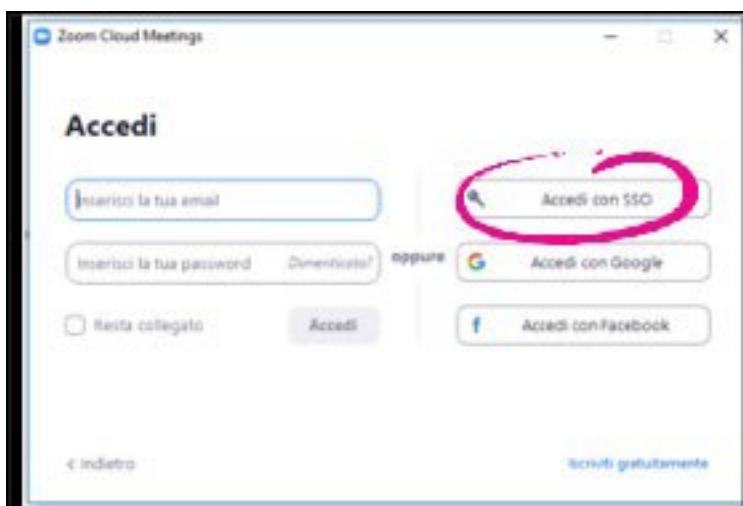 Zoom Cloud Meetings
Accedi
Inserisci la tua email
Inserisci la tua password Dimenticato?
Resta collegato Accedi
oppure
Accedi con SSO
Accedi con Google
Accedi con Facebook
< Indietro
Iscriviti gratuitamente